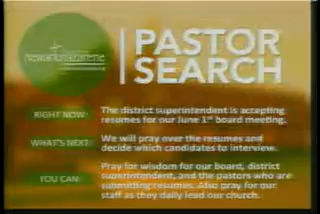 newarknazarene
PASTOR
SEARCH
RIGHT NOW:
The district superintendent is accepting
resumes for our June 1st board meeting.
WHAT'S NEXT:
We will pray over the resumes and
decide which candidates to interview.
YOU CAN:
Pray for wisdom for our board, district
superintendent, and the pastors who are
submitting resumes. Also pray for our
staff as they daily lead our church.